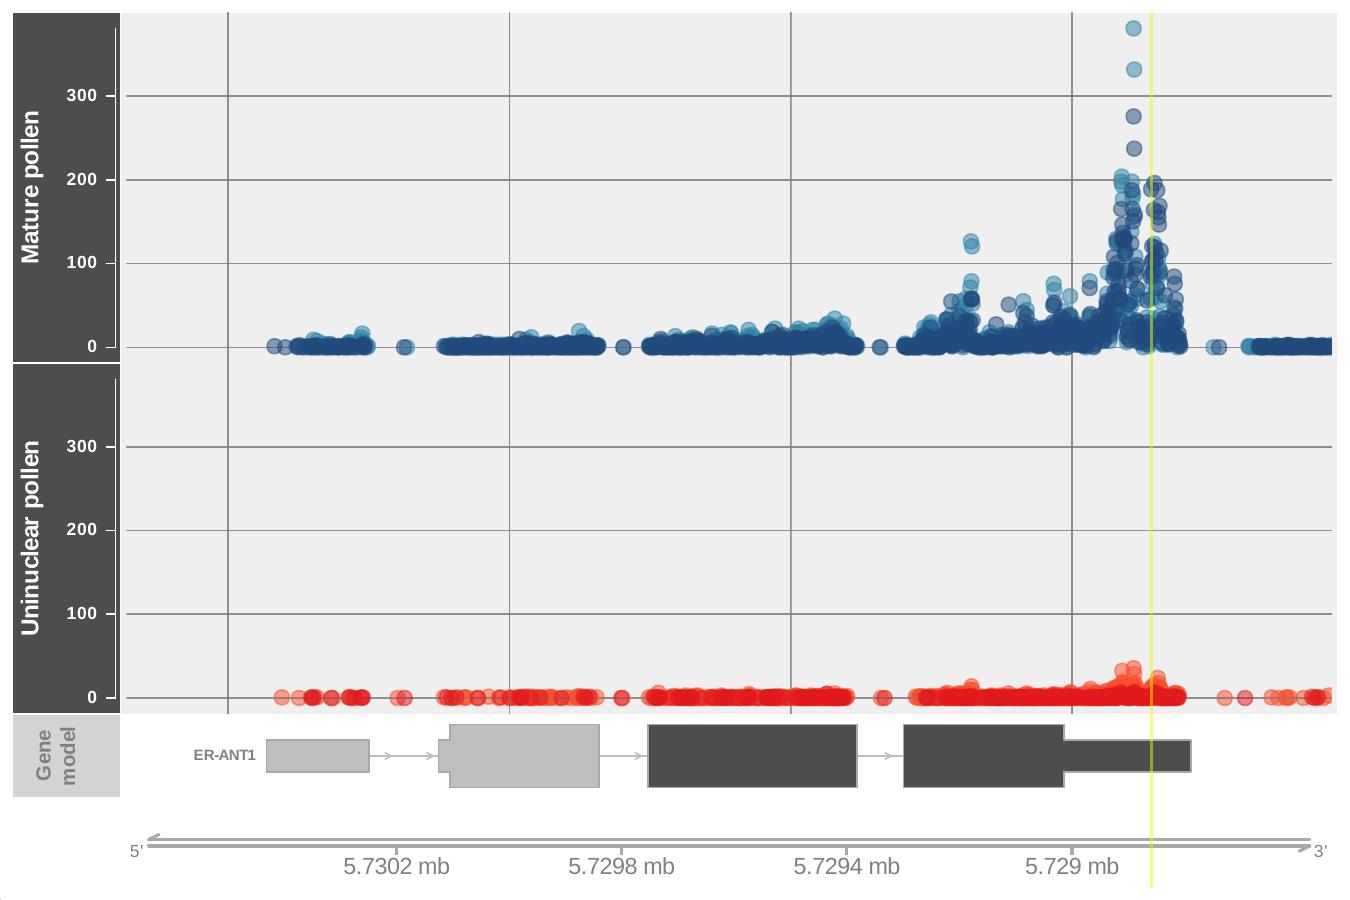 Mature pollen
300
200
100
0
Uninuclear pollen
300
200
100
0
Gene
model
ER-ANT1
5'
3'
5.7302 mb
5.7298 mb
5.7294 mb
5.729 mb